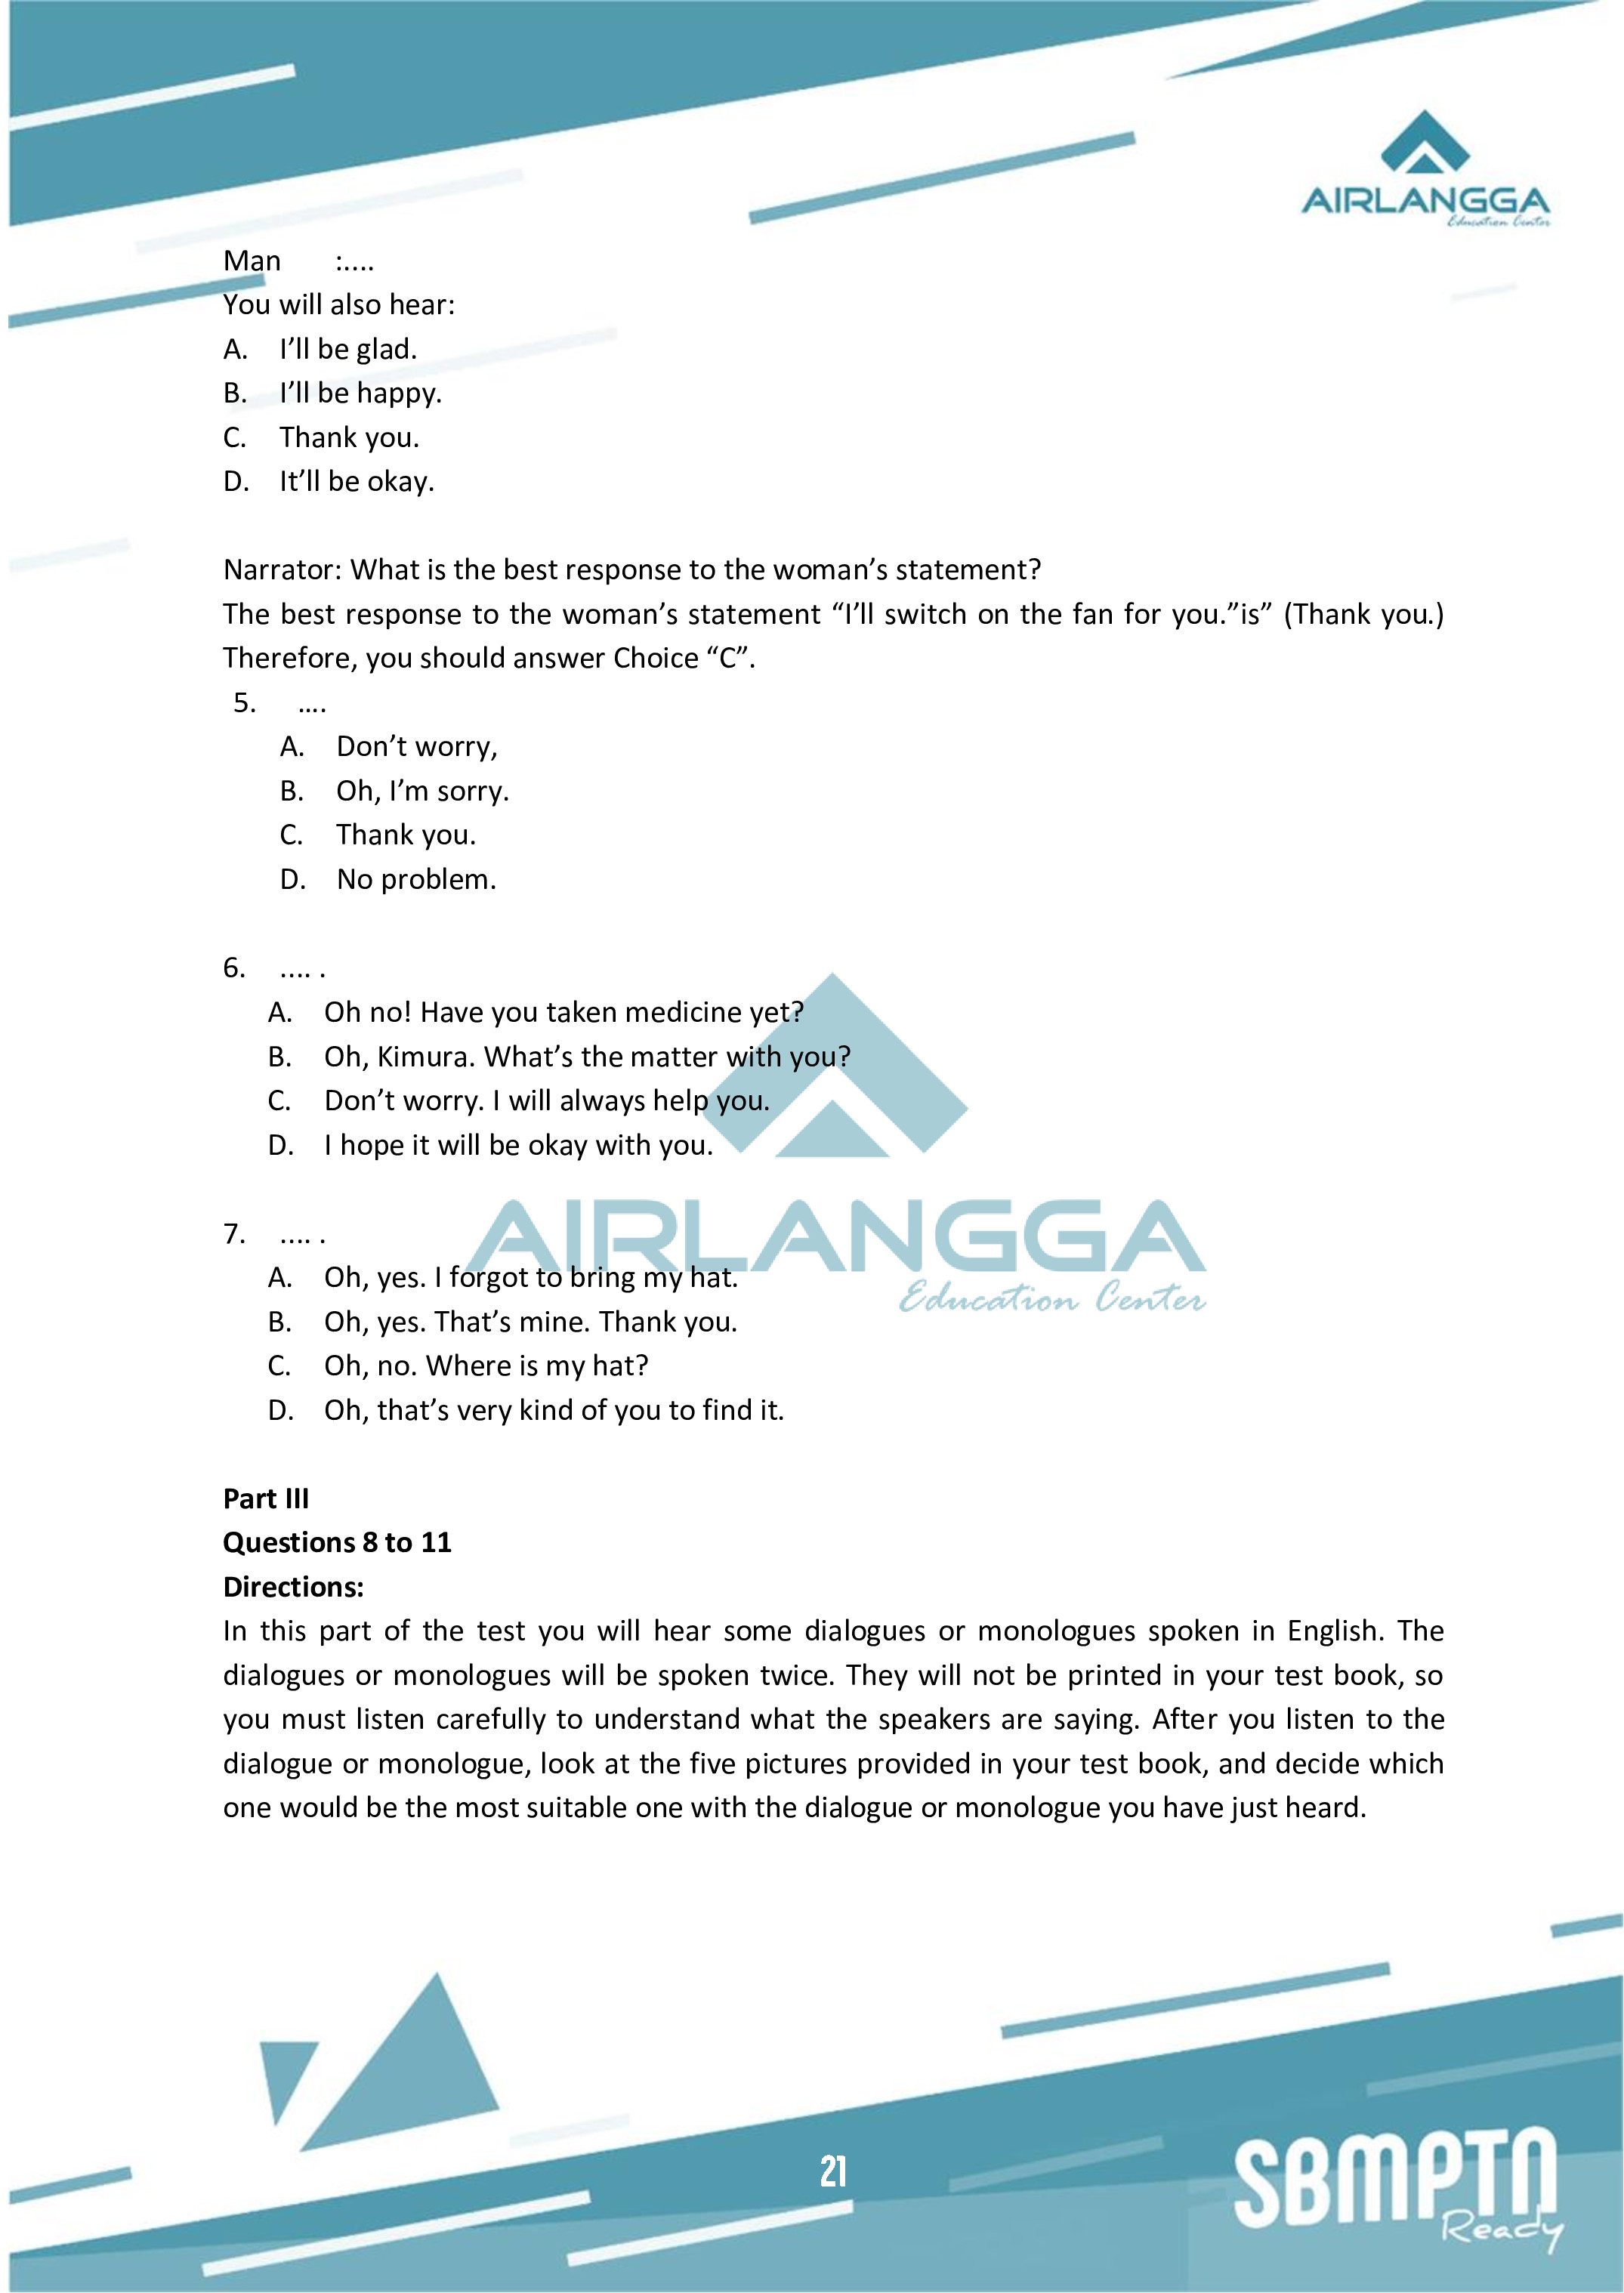 AIRLANGGA
Education Center
Man :....
You will also hear:
A. I’ll be glad.
B. I’ll be happy.
C. Thank you.
D. It’ll be okay.
Narrator: What is the best response to the woman’s statement?
The best response to the woman’s statement “I’ll switch on the fan for you.”is” (Thank you.)
Therefore, you should answer Choice “C”.
5. ….
A. Don’t worry,
B. Oh, I’m sorry.
C. Thank you.
D. No problem.
6. .... .
A. Oh no! Have you taken medicine yet?
B. Oh, Kimura. What’s the matter with you?
C. Don’t worry. I will always help you.
D. I hope it will be okay with you.
AIRLANGGA
Education Center
7. .... .
A. Oh, yes. I forgot to bring my hat.
B. Oh, yes. That’s mine. Thank you.
C. Oh, no. Where is my hat?
D. Oh, that’s very kind of you to find it.
Part III
Questions 8 to 11
Directions:
In this part of the test you will hear some dialogues or monologues spoken in English. The
dialogues or monologues will be spoken twice. They will not be printed in your test book, so
you must listen carefully to understand what the speakers are saying. After you listen to the
dialogue or monologue, look at the five pictures provided in your test book, and decide which
one would be the most suitable one with the dialogue or monologue you have just heard.
21
SBMPTN
Ready